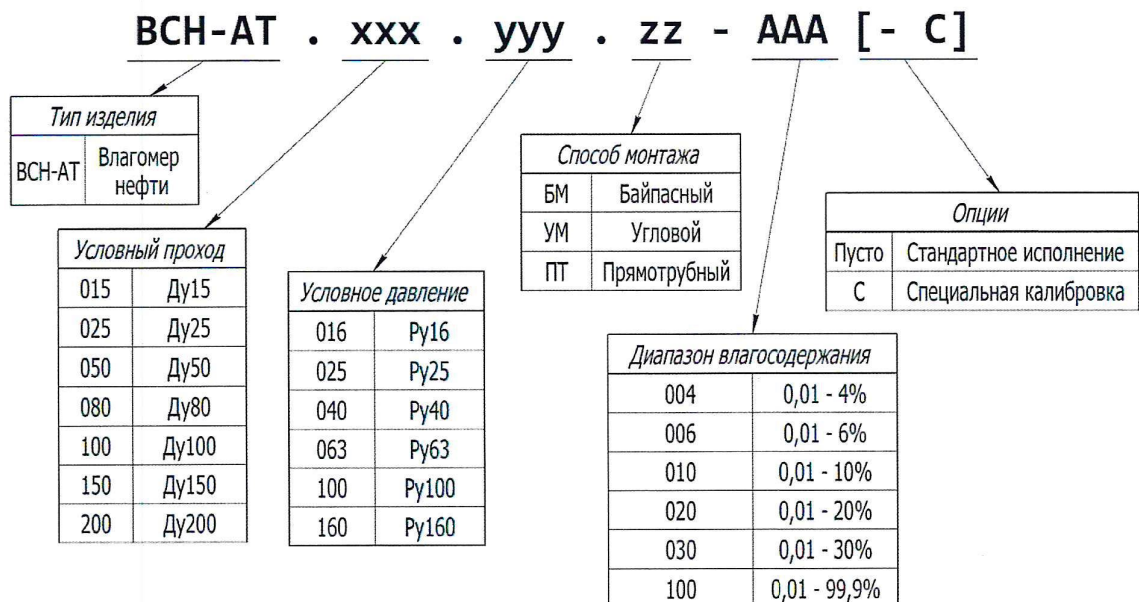 ВСН-АТ . xxx . yyy . zz - AAA [- C]
Тип изделия
ВСН-АТ Влагомер нефти
Условный проход
015 Ду15
025 Ду25
050 Ду50
080 Ду80
100 Ду100
150 Ду150
200 Ду200
Условное давление
016 Ру16
025 Ру25
040 Ру40
063 Ру63
100 Ру100
160 Ру160
Способ монтажа
БМ Байпасный
УМ Угловой
ПТ Прямотрубный
Диапазон влагосодержания
004 0,01 - 4%
006 0,01 - 6%
010 0,01 - 10%
020 0,01 - 20%
030 0,01 - 30%
100 0,01 - 99,9%
Опции
Пусто Стандартное исполнение
С Специальная калибровка